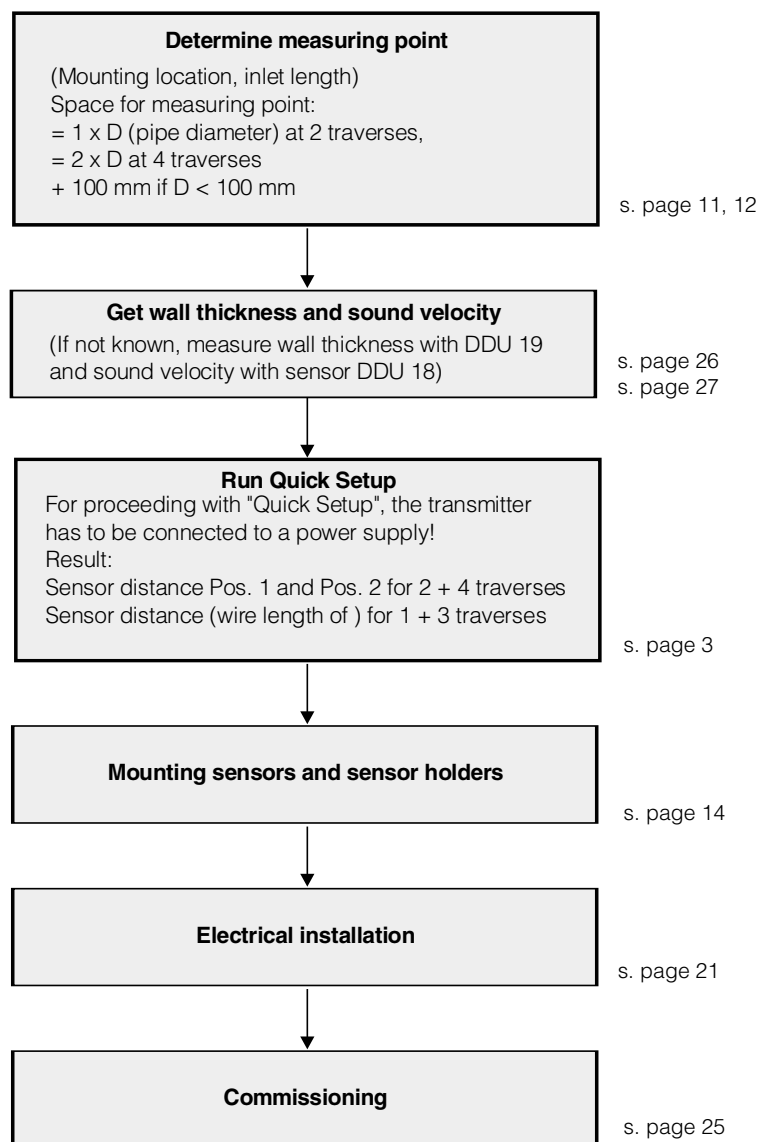 Determine measuring point
(Mounting location, inlet length)
Space for measuring point:
= 1 x D (pipe diameter) at 2 traverses,
= 2 x D at 4 traverses
+ 100 mm if D < 100 mm
s. page 11, 12
Get wall thickness and sound velocity
(If not known, measure wall thickness with DDU 19
and sound velocity with sensor DDU 18)
s. page 26
s. page 27
Run Quick Setup
For proceeding with "Quick Setup", the transmitter
has to be connected to a power supply!
Result:
Sensor distance Pos. 1 and Pos. 2 for 2 + 4 traverses
Sensor distance (wire length of ) for 1 + 3 traverses
s. page 3
Mounting sensors and sensor holders
s. page 14
Electrical installation
s. page 21
Commissioning
s. page 25